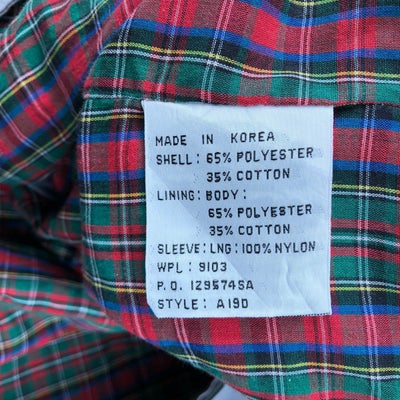 MADE IN KOREA
SHELL: 65% POLYESTER
35% COTTON
LINING: BODY:
65% POLYESTER
35% COTTON
SLEEVE: LNG: 100% NYLON
WPL: 9103
P.O. 129574SA
STYLE: A19D